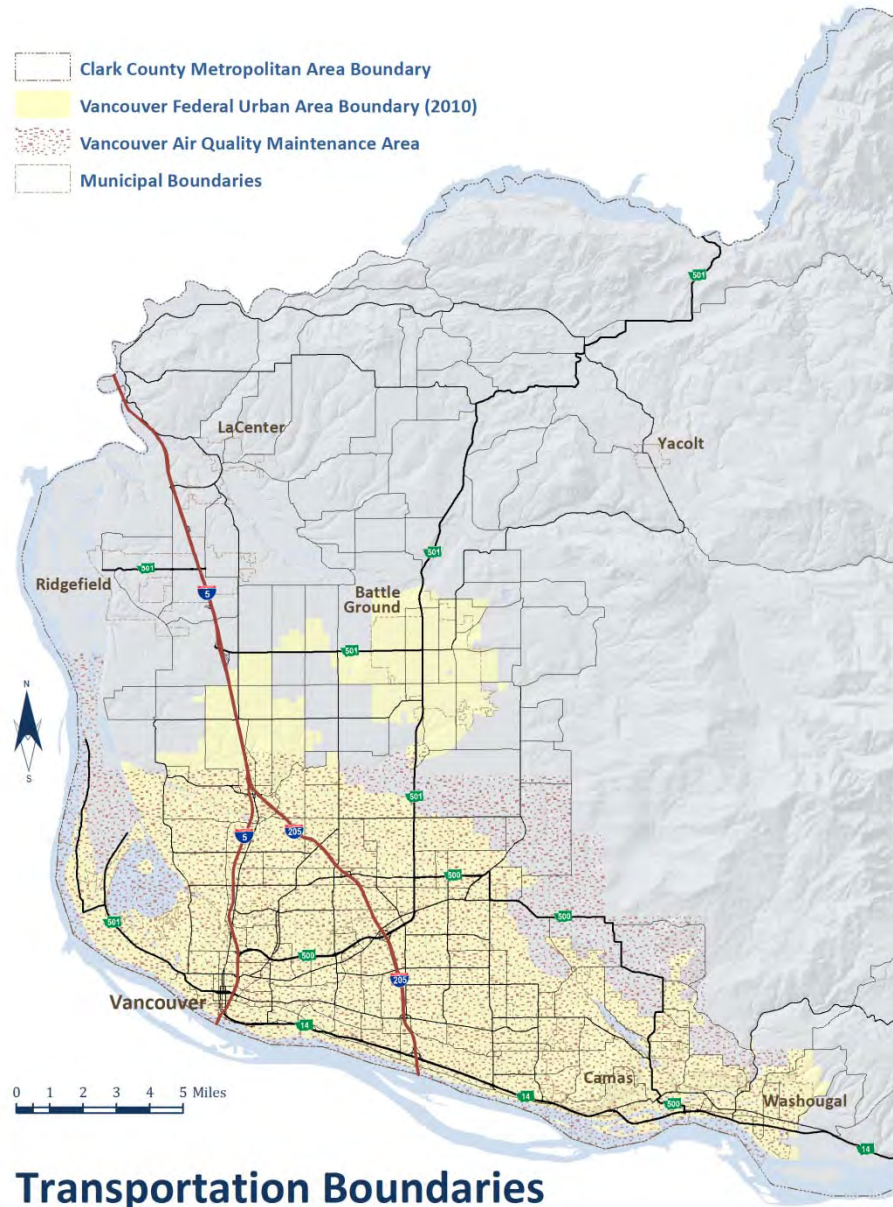 Clark County Metropolitan Area Boundary
Vancouver Federal Urban Area Boundary (2010)
Vancouver Air Quality Maintenance Area
Municipal Boundaries
501
LaCenter
Yacolt
501
Ridgefield
501
5
Battle
Ground
501
N
S
501
5
205
500
501
500
500
205
Vancouver
14
0 1 2 3 4 5 Miles
Camas
14
500
Washougal
14
Transportation Boundaries